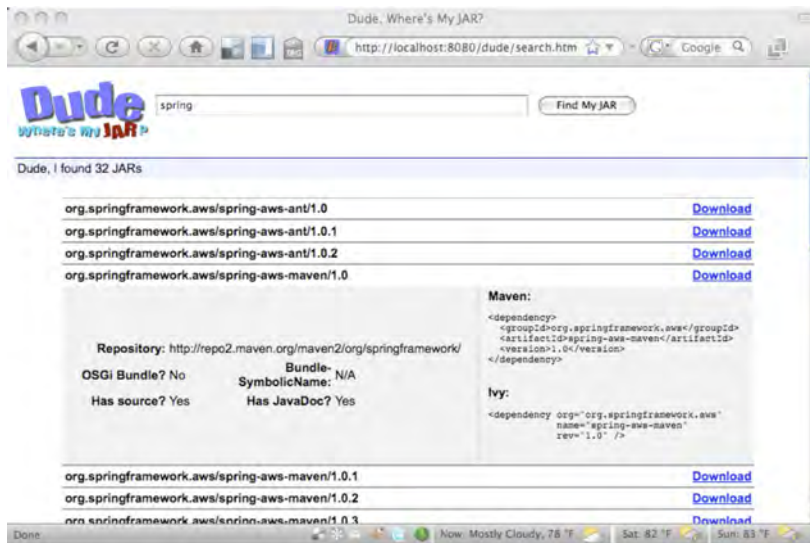 Dude, Where's My JAR?
http://localhost:8080/dude/search.htm
Google
Dude
Where's my JAR?
spring
Find My JAR
Dude, I found 32 JARs
org.springframework.aws/spring-aws-ant/1.0 Download
org.springframework.aws/spring-aws-ant/1.0.1 Download
org.springframework.aws/spring-aws-ant/1.0.2 Download
org.springframework.aws/spring-aws-maven/1.0 Download
Repository: http://repo2.maven.org/maven2/org/springframework/
OSGi Bundle? No Bundle-SymbolicName: N/A
Has source? Yes Has JavaDoc? Yes
Maven:
<dependency>
<groupId>org.springframework.aws</groupId>
<artifactId>spring-aws-maven</artifactId>
<version>1.0</version>
</dependency>
Ivy:
<dependency org="org.springframework.aws"
name="spring-aws-maven"
rev="1.0" />
org.springframework.aws/spring-aws-maven/1.0.1 Download
org.springframework.aws/spring-aws-maven/1.0.2 Download
org.springframework.aws/spring-aws-maven/1.0.3 Download
Done
Now: Mostly Cloudy, 78 °F
Sat: 82 °F
Sun: 83 °F